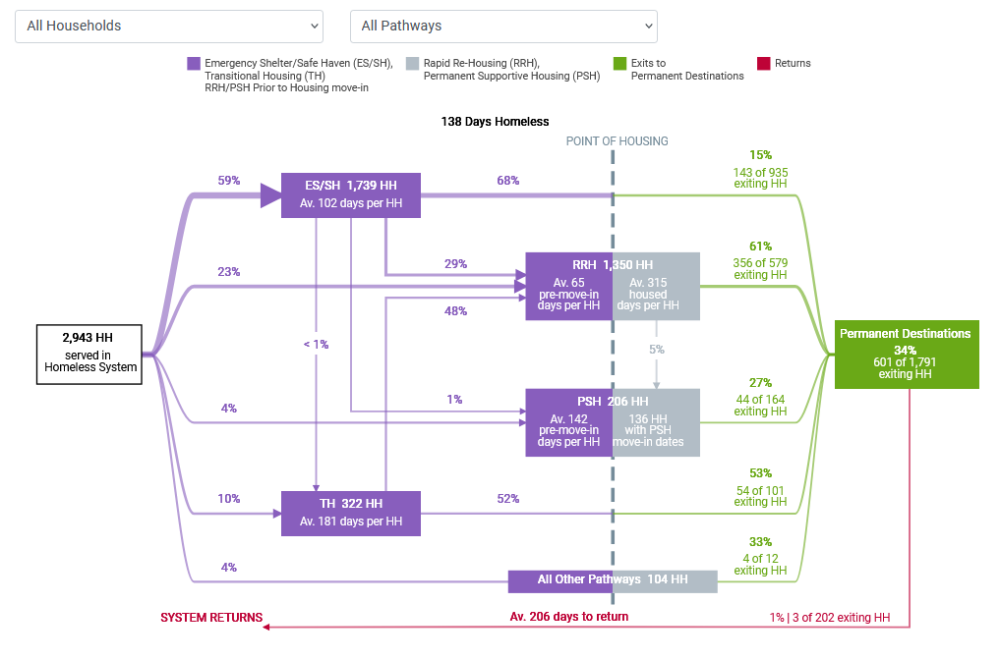 All Households
All Pathways
Emergency Shelter/Safe Haven (ES/SH),
Transitional Housing (TH)
RRH/PSH Prior to Housing move-in
Rapid Re-Housing (RRH),
Permanent Supportive Housing (PSH)
Exits to
Permanent Destinations
Returns
138 Days Homeless
POINT OF HOUSING
59%
ES/SH 1,739 HH
Av. 102 days per HH
68%
15%
143 of 935
exiting HH
23%
29%
48%
RRH 1,350 HH
Av. 65
pre-move-in
days per HH
Av. 315
housed
days per HH
61%
356 of 579
exiting HH
2,943 HH
served in
Homeless System
< 1%
5%
Permanent Destinations
34%
601 of 1,791
exiting HH
4%
1%
PSH 206 HH
Av. 142
pre-move-in
days per HH
136 HH
with PSH
move-in dates
27%
44 of 164
exiting HH
10%
TH 322 HH
Av. 181 days per HH
52%
53%
54 of 101
exiting HH
4%
All Other Pathways 104 HH
33%
4 of 12
exiting HH
SYSTEM RETURNS
Av. 206 days to return
1% | 3 of 202 exiting HH